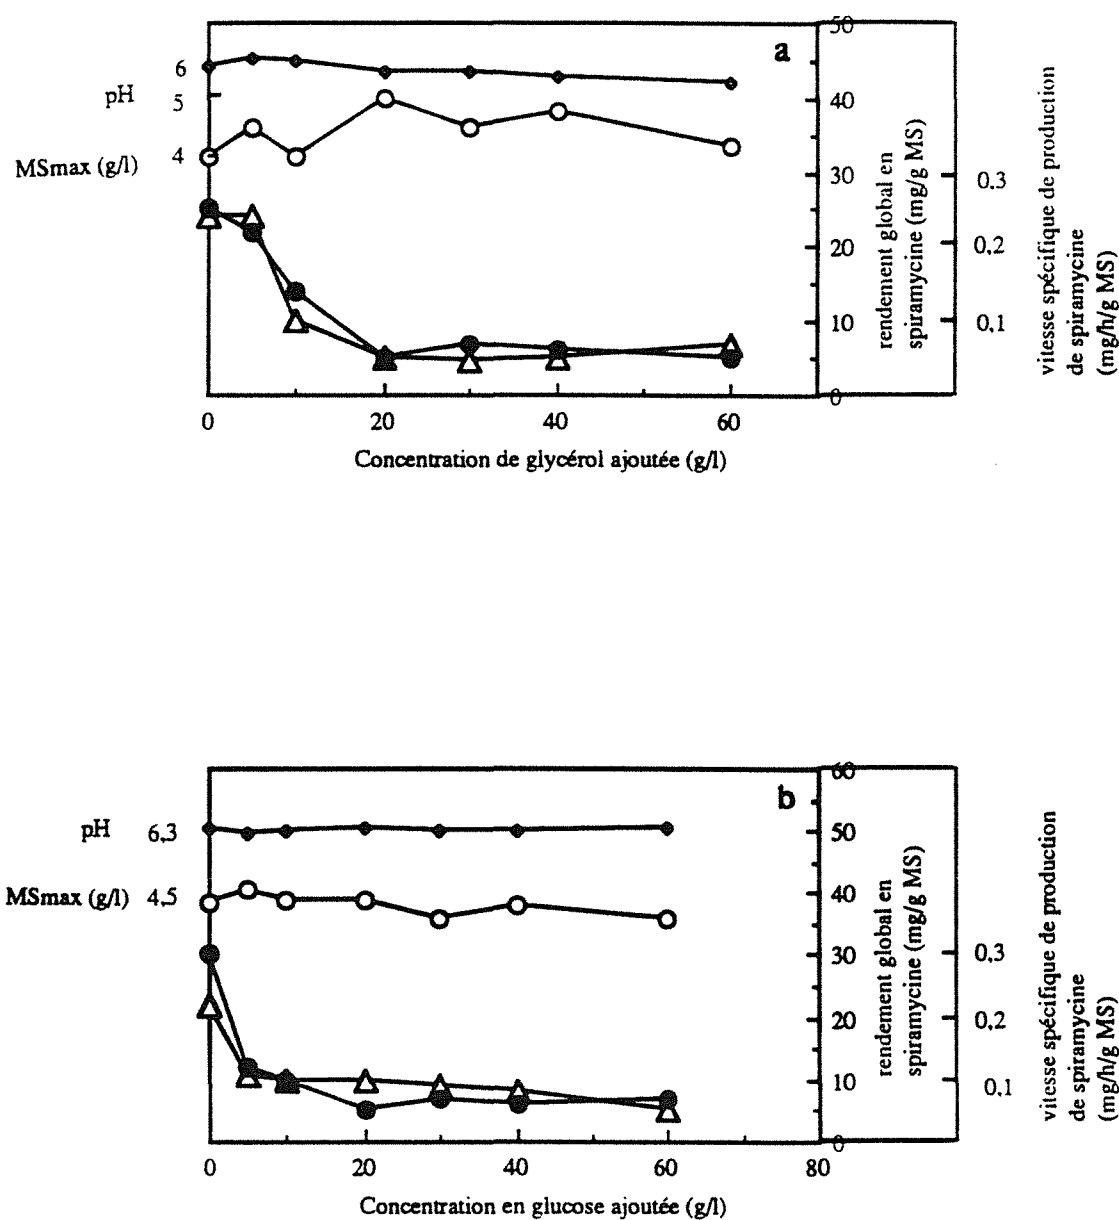 a
pH
6
5
MSmax (g/l)
4
50
40
30
20
10
0
rendement global en
spiramycine (mg/g MS)
0.3
0,2
0,1
vitesse spécifique de production
de spiramycine
(mg/h/g MS)
0
20
40
60
Concentration de glycérol ajoutée (g/l)
b
pH
6,3
MSmax (g/l)
4,5
60
50
40
30
20
10
0
rendement global en
spiramycine (mg/g MS)
0,3
0,2
0,1
vitesse spécifique de production
de spiramycine
(mg/h/g MS)
0
20
40
60
80
Concentration en glucose ajoutée (g/l)